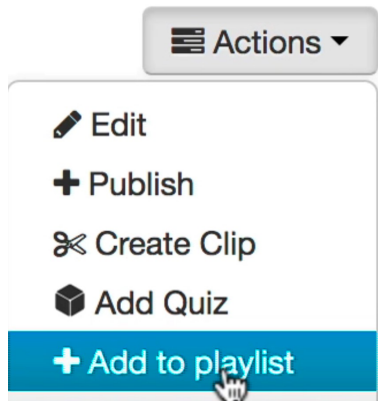 Actions
Edit
Publish
Create Clip
Add Quiz
Add to playlist